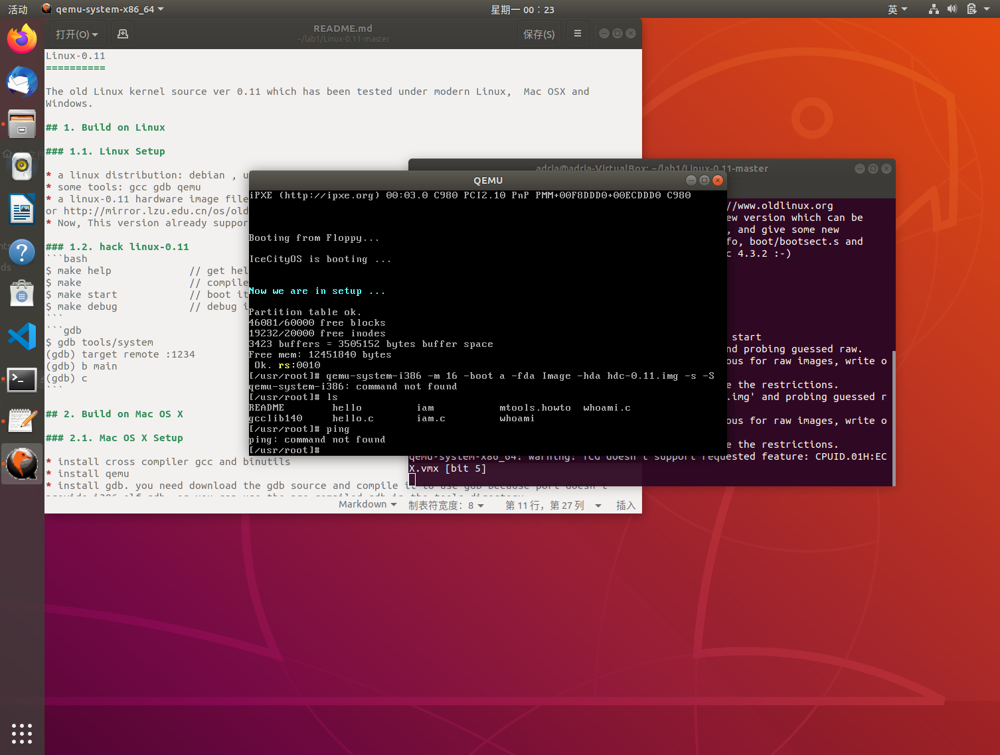 活动 qemu-system-x86_64 星期一 00：23 英
打开(O) README.md 保存(S)
~/lab1/Linux-0.11-master
Linux-0.11
==========
The old Linux kernel source ver 0.11 which has been tested under modern Linux,  Mac OSX and
Windows.
## 1. Build on Linux
### 1.1. Linux Setup
* a linux distribution: debian , u
* some tools: gcc gdb qemu
* a linux-0.11 hardware image file
or http://mirror.lzu.edu.cn/os/old
* Now, This version already suppor
### 1.2. hack linux-0.11
```bash
$ make help             // get hel
$ make                  // compile
$ make start            // boot it
$ make debug            // debug i
```
```gdb
$ gdb tools/system
(gdb) target remote :1234
(gdb) b main
(gdb) c
```
## 2. Build on Mac OS X
### 2.1. Mac OS X Setup
* install cross compiler gcc and binutils
* install qemu
* install gdb. you need download the gdb source and compile it to use gdb because port doesn't
Markdown 制表符宽度：8 第 11 行，第 27 列 插入
adria@adria-VirtualBox: ~/lab1/Linux-0.11-master
//www.oldlinux.org
ew version which can be
, and give some new
fo, boot/bootsect.s and
c 4.3.2 :-)
start
nd probing guessed raw.
ous for raw images, write o
e the restrictions.
.img' and probing guessed r
ous for raw images, write o
e the restrictions.
qemu-system-x86_64: warning: TCG doesn't support requested feature: CPUID.01H:EC
X.vmx [bit 5]
QEMU
iPXE (http://ipxe.org) 00:03.0 C980 PCI2.10 PnP PMM+00F8DDD0+00ECDDD0 C980
Booting from Floppy...
IceCityOS is booting ...
Now we are in setup ...
Partition table ok.
46081/60000 free blocks
19232/20000 free inodes
3423 buffers = 3505152 bytes buffer space
Free mem: 12451840 bytes
Ok. rs:0010
[/usr/root]# qemu-system-i386 -m 16 -boot a -fda Image -hda hdc-0.11.img -s -S
qemu-system-i386: command not found
[/usr/root]# ls
README        hello         iam           mtools.howto  whoami.c
gcclib140     hello.c       iam.c         whoami
[/usr/root]# ping
ping: command not found
[/usr/root]#